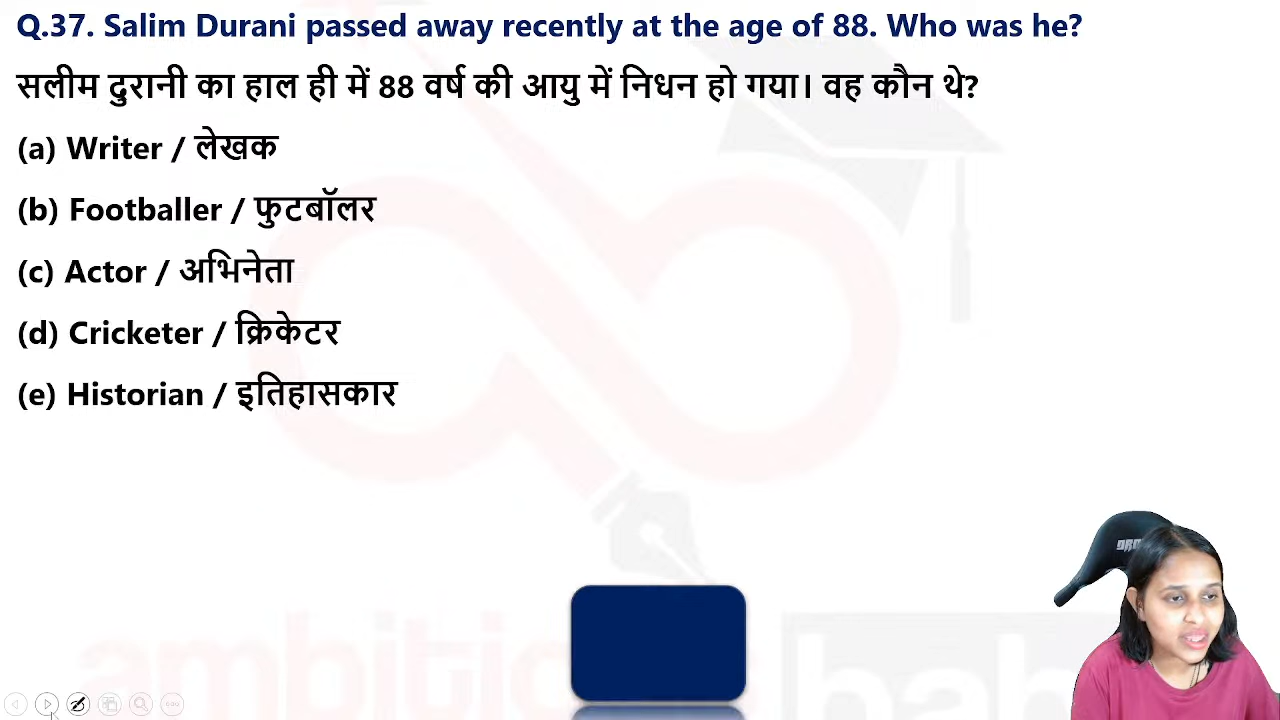 Q.37. Salim Durani passed away recently at the age of 88. Who was he?
सलीम दुरानी का हाल ही में 88 वर्ष की आयु में निधन हो गया। वह कौन थे?
(a) Writer / लेखक
(b) Footballer / फुटबॉलर
(c) Actor / अभिनेता
(d) Cricketer / क्रिकेटर
(e) Historian / इतिहासकार